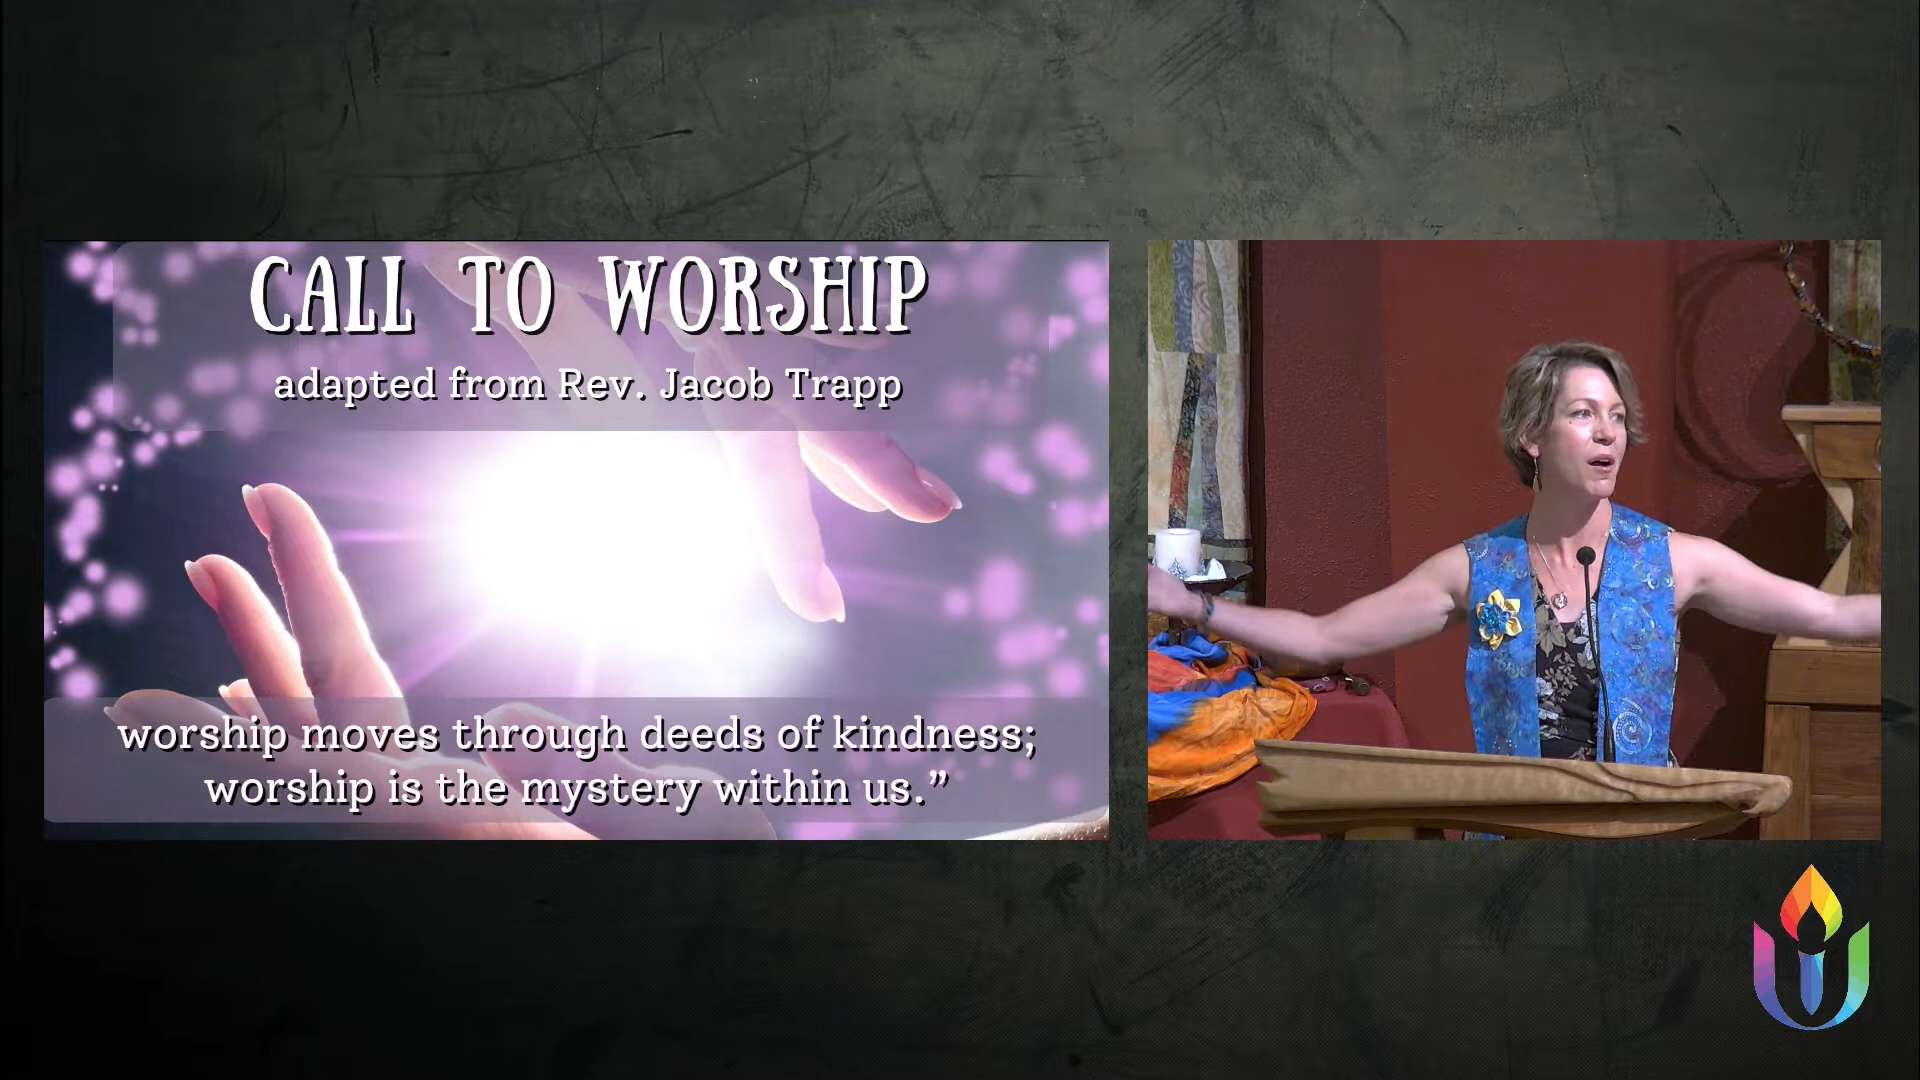 CALL TO WORSHIP
adapted from Rev. Jacob Trapp
worship moves through deeds of kindness;
worship is the mystery within us.”